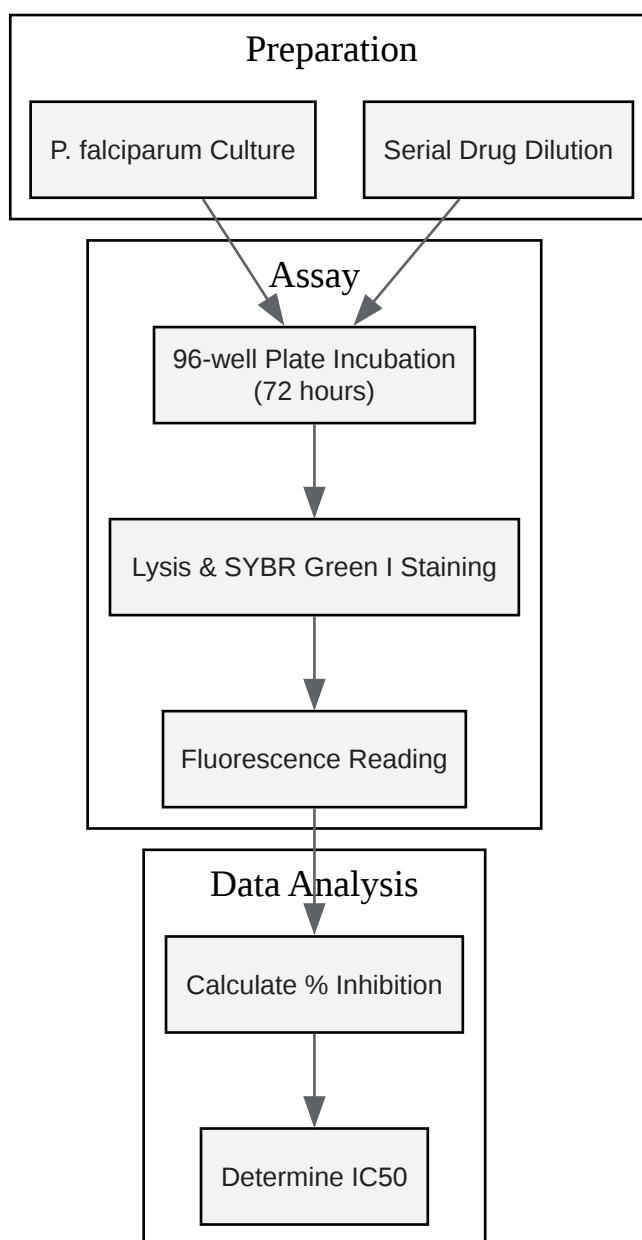 Preparation
P. falciparum Culture
Serial Drug Dilution
Assay
96-well Plate Incubation
(72 hours)
Lysis & SYBR Green I Staining
Fluorescence Reading
Data Analysis
Calculate % Inhibition
Determine IC50